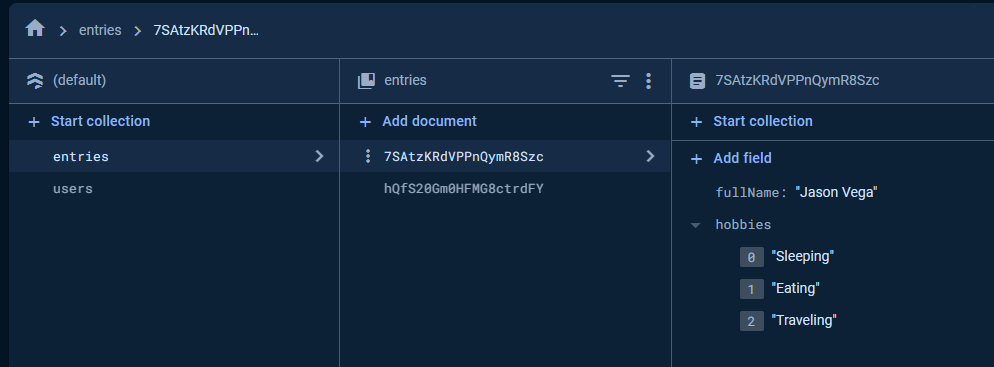 entries 7SAtzKRdVPPn…
(default)
Start collection
entries
users
entries
Add document
7SAtzKRdVPPnQymR8Szc
hQfS20Gm0HFMG8ctrdFY
7SAtzKRdVPPnQymR8Szc
Start collection
Add field
fullName: "Jason Vega"
hobbies
0 "Sleeping"
1 "Eating"
2 "Traveling"